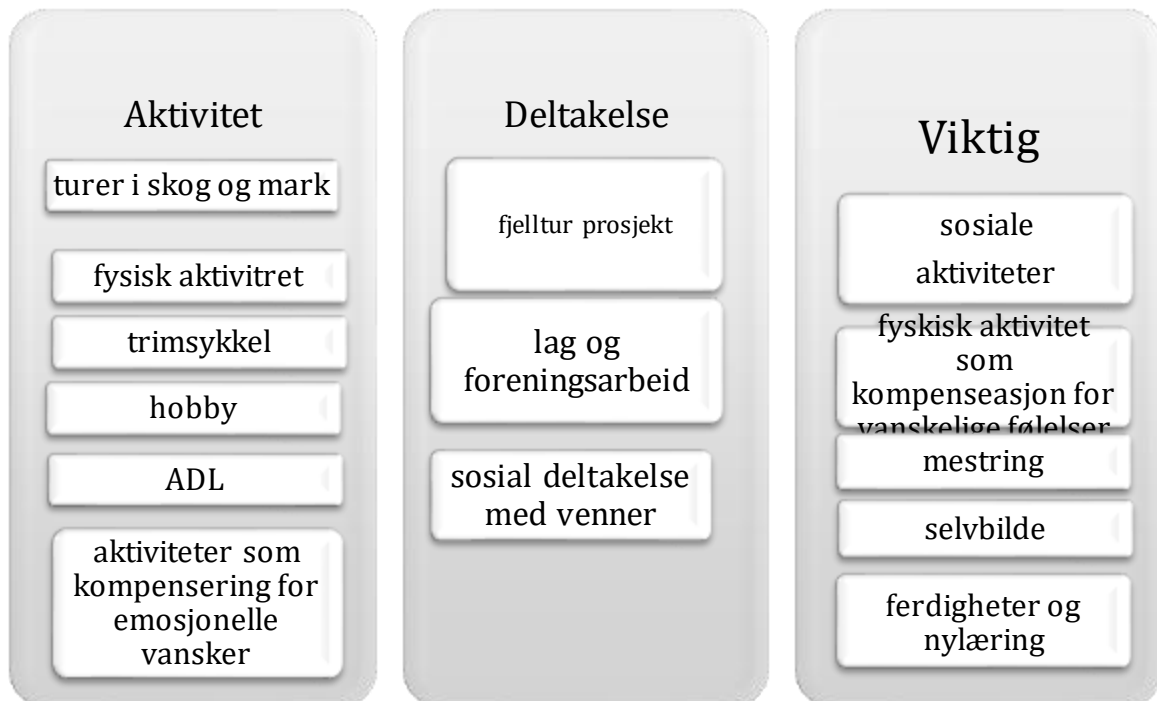 Aktivitet
turer i skog og mark
fysisk aktivitret
trimsykkel
hobby
ADL
aktiviteter som
kompensering for
emosjonelle
vansker
Deltakelse
fjelltur prosjekt
lag og
foreningsarbeid
sosial deltakelse
med venner
Viktig
sosiale
aktiviteter
fyskisk aktivitet
som
kompenseasjon for
vanskelige følelser
mestring
selvbilde
ferdigheter og
nylæring